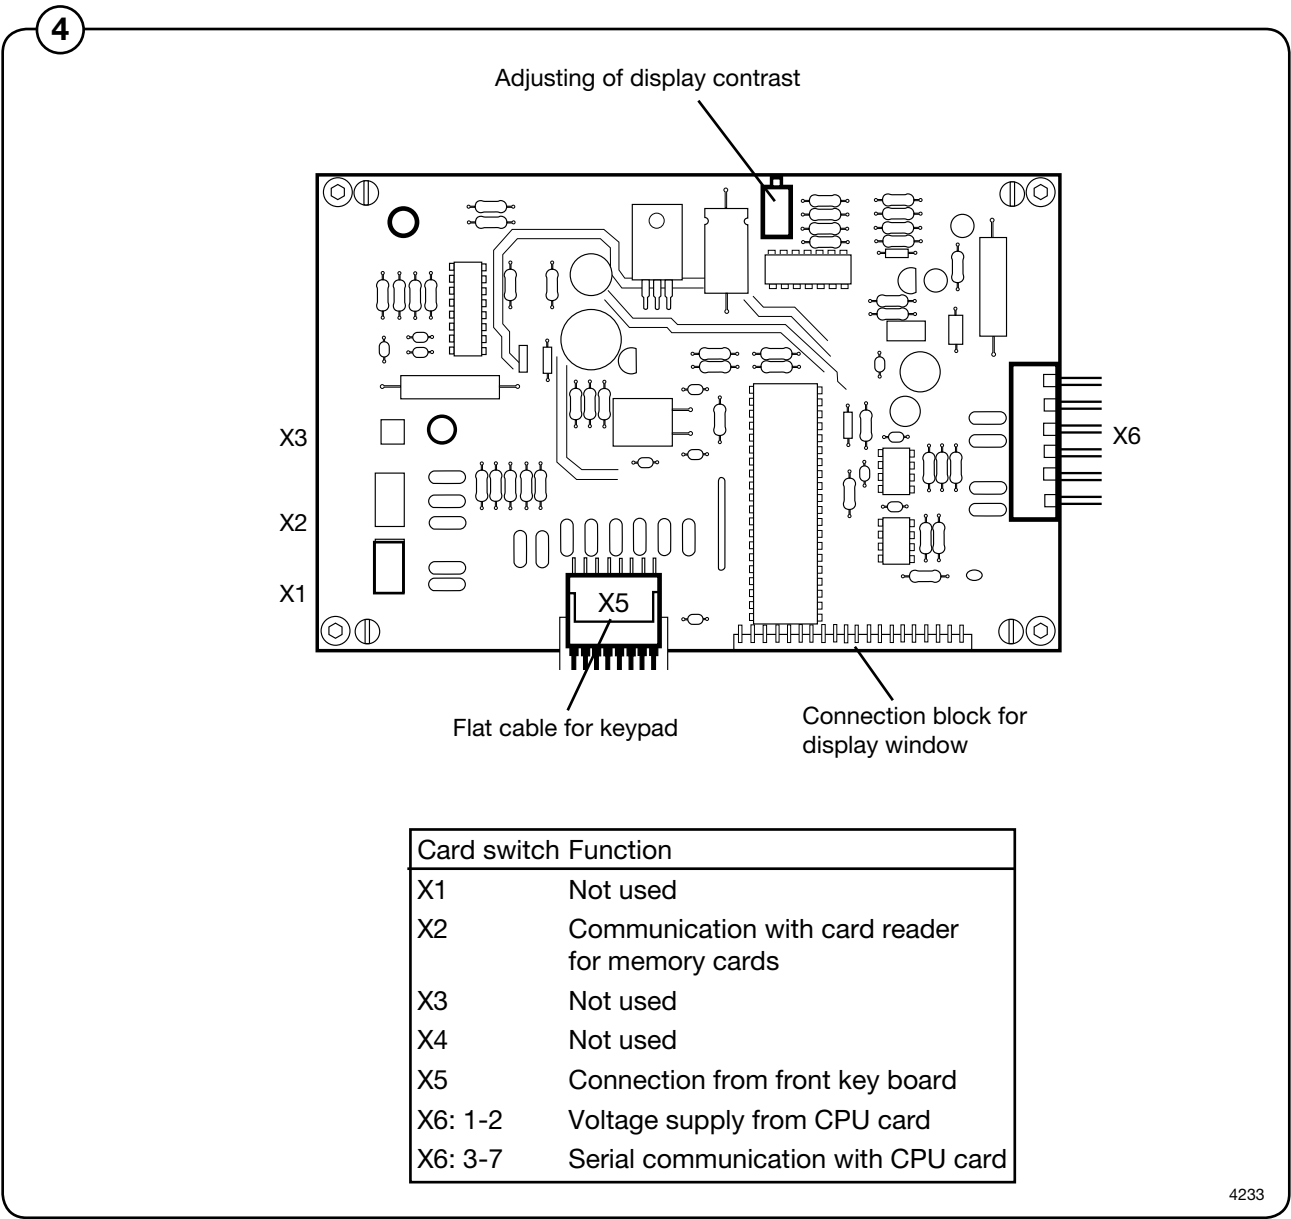 4
Adjusting of display contrast
X3
X6
X2
X1
X5
Flat cable for keypad
Connection block for
display window
Card switch Function
X1 Not used
X2 Communication with card reader
for memory cards
X3 Not used
X4 Not used
X5 Connection from front key board
X6: 1-2 Voltage supply from CPU card
X6: 3-7 Serial communication with CPU card
4233